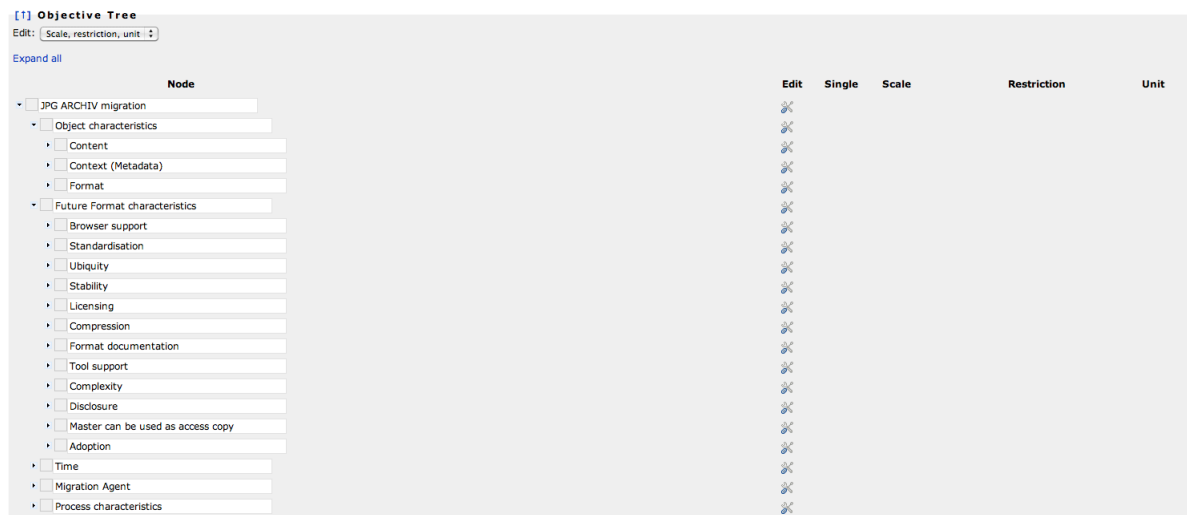 [↑] Objective Tree
Edit: Scale, restriction, unit
Expand all
Node Edit Single Scale Restriction Unit
JPG ARCHIV migration
Object characteristics
Content
Context (Metadata)
Format
Future Format characteristics
Browser support
Standardisation
Ubiquity
Stability
Licensing
Compression
Format documentation
Tool support
Complexity
Disclosure
Master can be used as access copy
Adoption
Time
Migration Agent
Process characteristics